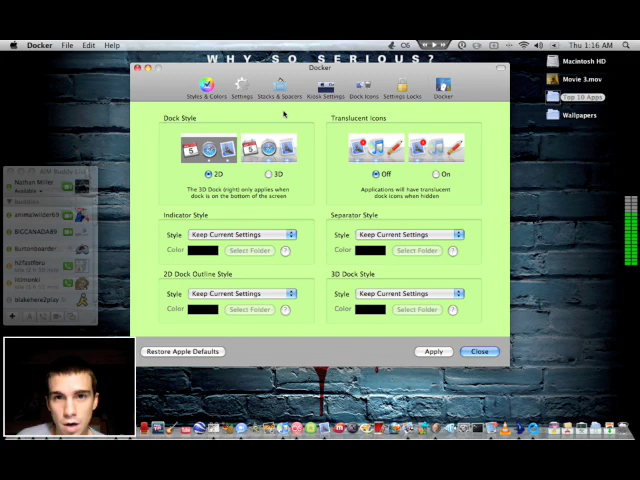 Docker File Edit Help
Thu 1:16 AM
WHY SO SERIOUS?
Docker
Macintosh HD
Movie 3.mov
Top 10 Apps
Wallpapers
Styles & Colors Settings Stacks & Spacers Kiosk Settings Dock Icons Settings Locks Docker
Dock Style
2D 3D
The 3D Dock (right) only applies when
dock is on the bottom of the screen
Translucent Icons
Off On
Applications will have translucent
dock icons when hidden
Indicator Style
Style Keep Current Settings
Color Select Folder ?
Separator Style
Style Keep Current Settings
Color Select Folder ?
2D Dock Outline Style
Style Keep Current Settings
Color Select Folder ?
3D Dock Style
Style Keep Current Settings
Color Select Folder ?
Restore Apple Defaults Apply Close
AIM Buddy List
Nathan Miller
Available
BIGCANADA89